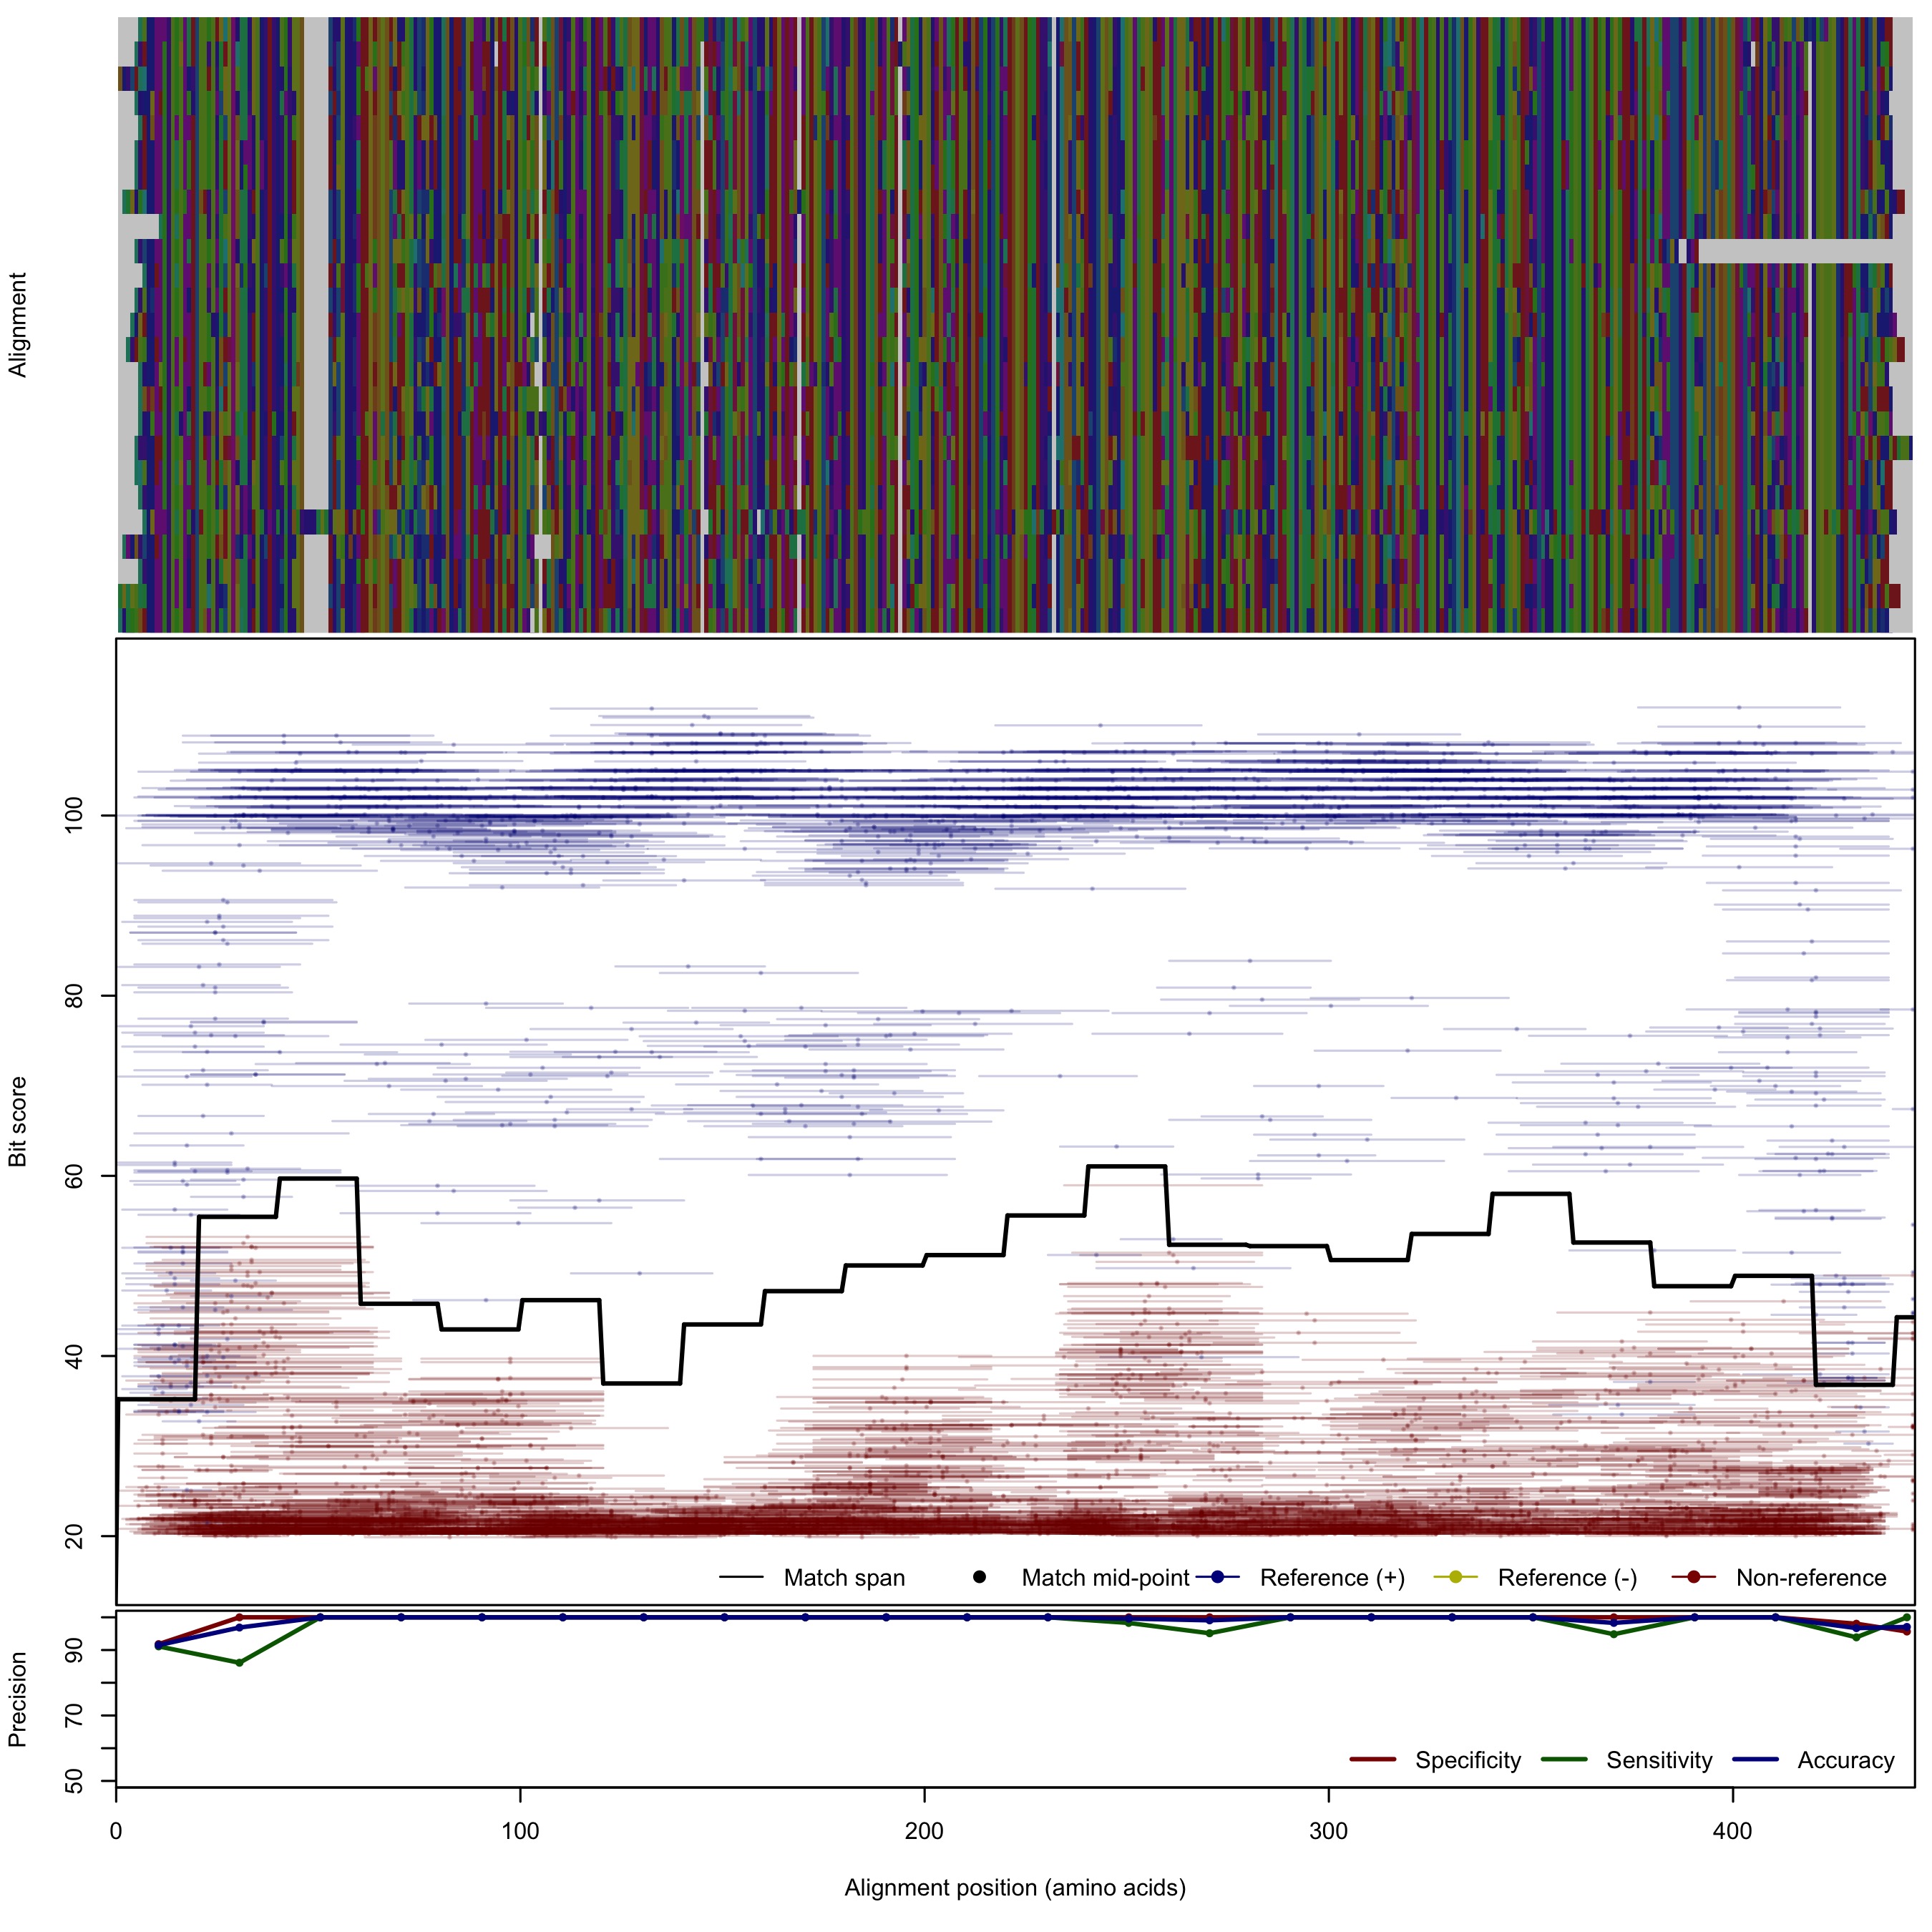 Alignment
Bit score
100
80
60
40
20
Match span
Match mid-point
Reference (+)
Reference (-)
Non-reference
Precision
90
70
50
Specificity
Sensitivity
Accuracy
0
100
200
300
400
Alignment position (amino acids)